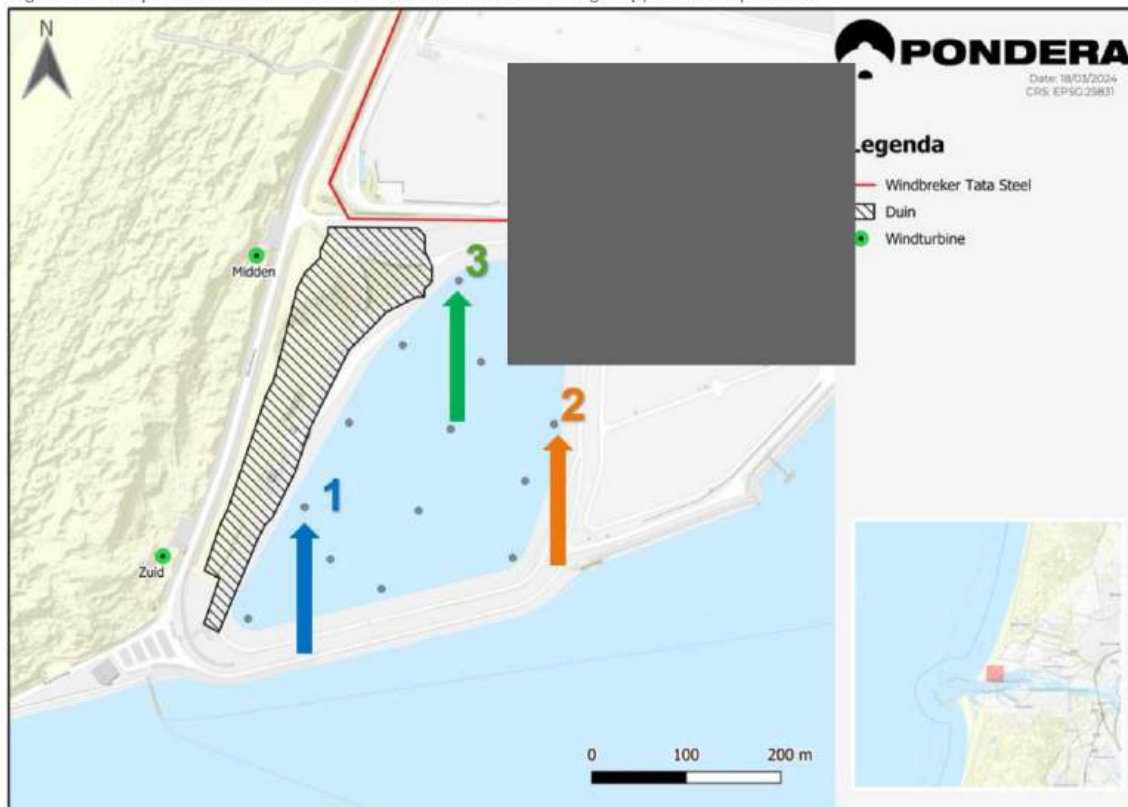 N
PONDERA
Date: 18/03/2024
CRS: EPSG:25831
Legenda
Windbreker Tata Steel
Duin
Windturbine
Midden
3
2
1
Zuid
0 100 200 m